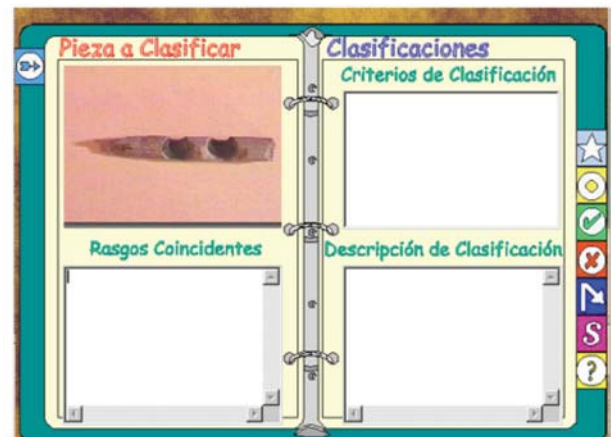 Pieza a Clasificar
Rasgos Coincidentes
Clasificaciones
Criterios de Clasificación
Descripción de Clasificación
S
?